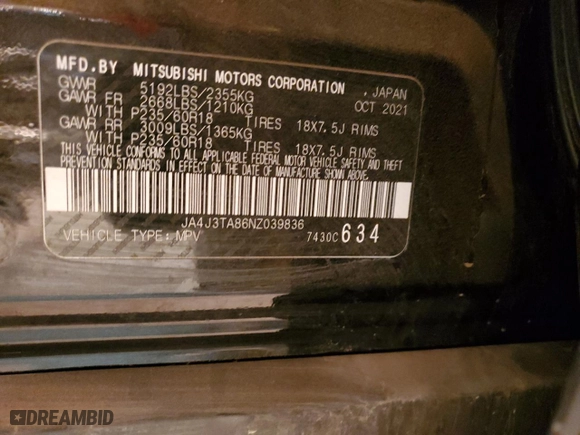 MFD.BY MITSUBISHI MOTORS CORPORATION , JAPAN
GVWR 5192LBS/2355KG OCT 2021
GAWR FR 2668LBS/1210KG
WITH P235/60R18 TIRES 18X7.5J RIMS
GAWR RR 3009LBS/1365KG
WITH P235/60R18 TIRES 18X7.5J RIMS
THIS VEHICLE CONFORMS TO ALL APPLICABLE FEDERAL MOTOR VEHICLE SAFETY AND THEFT
PREVENTION STANDARDS IN EFFECT ON THE DATE OF MANUFACTURE SHOWN ABOVE.
JA4J3TA86NZ039836
VEHICLE TYPE:MPV 7430C 634
DREAMBID